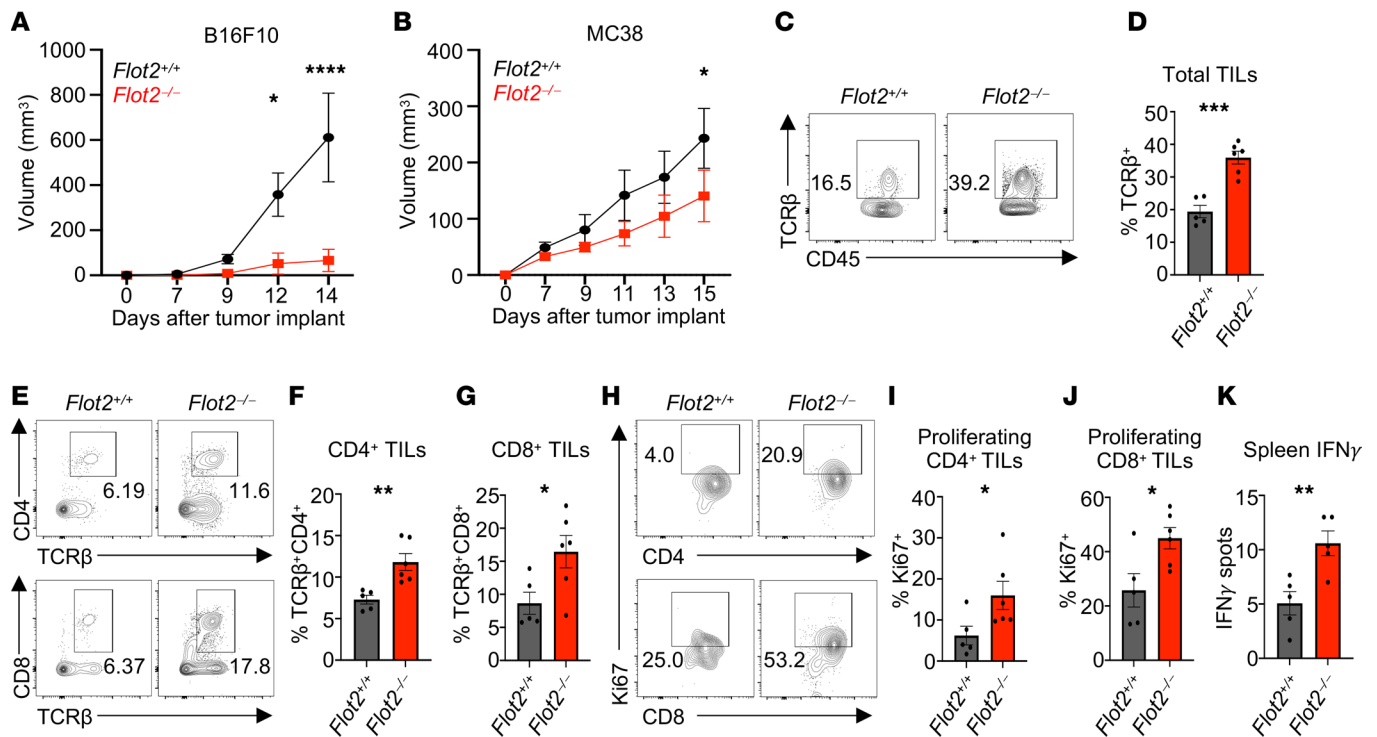 A
B16F10
Volume (mm³)
1000
800
600
400
200
0
Flot2+/+
Flot2–/–
*
****
0 7 9 12 14
Days after tumor implant
B
MC38
Volume (mm³)
400
300
200
100
0
Flot2+/+
Flot2–/–
*
0 7 9 11 13 15
Days after tumor implant
C
Flot2+/+ Flot2–/–
16.5 39.2
TCRβ
CD45
D
Total TILs
***
% TCRβ+
50
40
30
20
10
0
Flot2+/+
Flot2–/–
E
Flot2+/+ Flot2–/–
6.19 11.6
CD4
TCRβ
6.37 17.8
CD8
TCRβ
F
CD4+ TILs
**
% TCRβ+CD4+
20
15
10
5
0
Flot2+/+
Flot2–/–
G
CD8+ TILs
*
% TCRβ+CD8+
25
20
15
10
5
0
Flot2+/+
Flot2–/–
H
Flot2+/+ Flot2–/–
4.0 20.9
CD4
Ki67
25.0 53.2
CD8
I
Proliferating
CD4+ TILs
*
% Ki67+
40
30
20
10
0
Flot2+/+
Flot2–/–
J
Proliferating
CD8+ TILs
*
% Ki67+
60
40
20
0
Flot2+/+
Flot2–/–
K
Spleen IFNγ
**
IFNγ spots
15
10
5
0
Flot2+/+
Flot2–/–